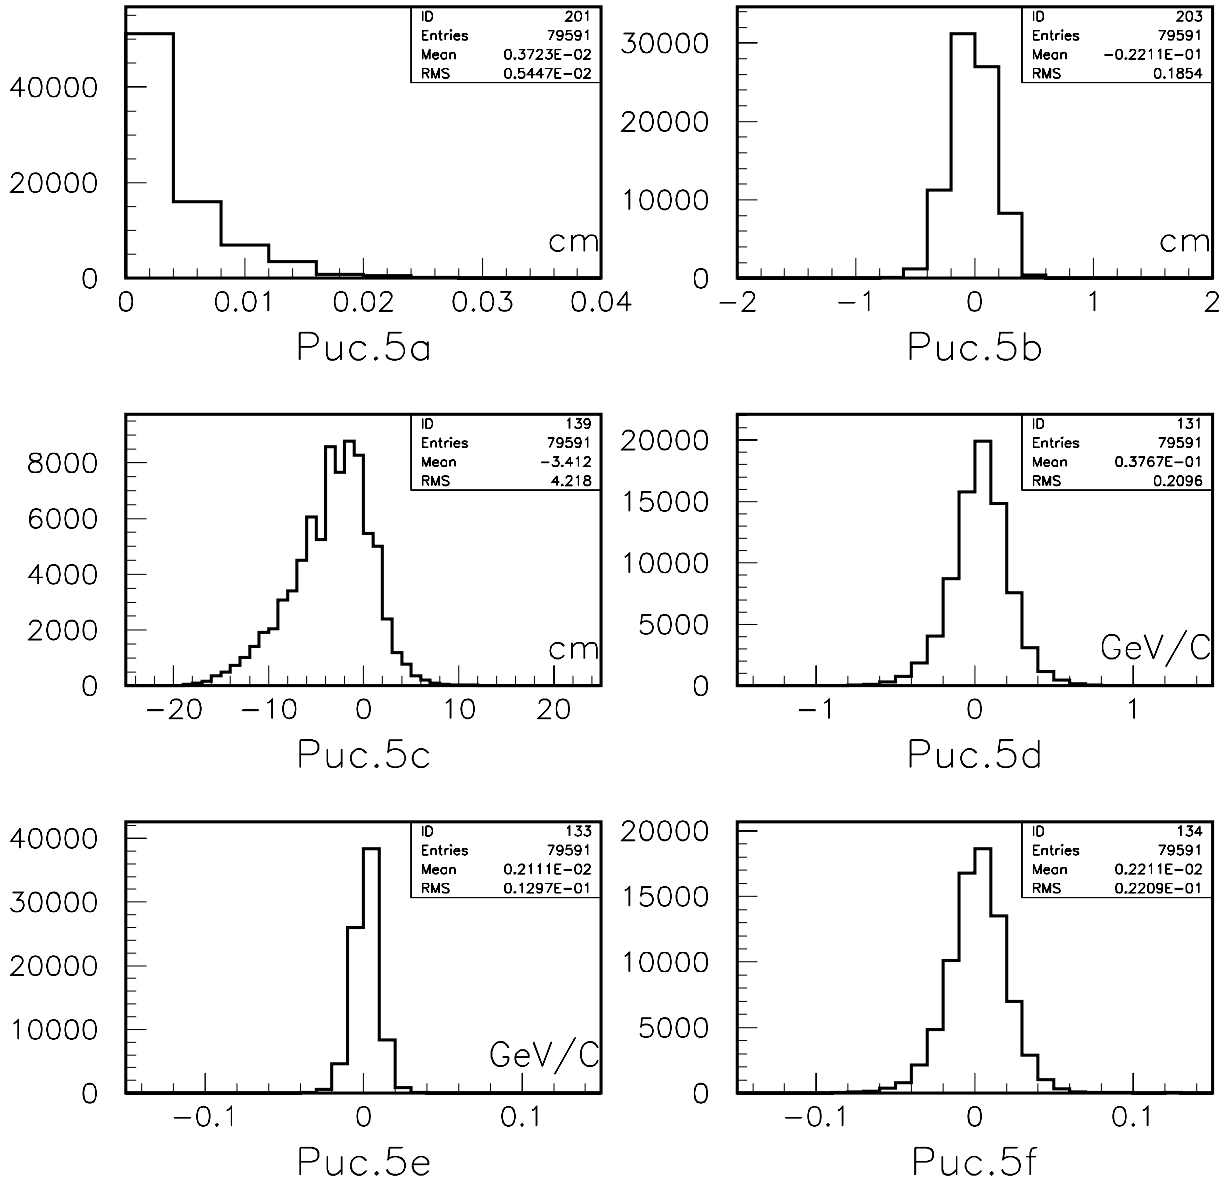 ID 201
Entries 79591
Mean 0.3723E-02
RMS 0.5447E-02
40000
20000
0
cm
0 0.01 0.02 0.03 0.04
Puc.5a
ID 203
Entries 79591
Mean -0.2211E-01
RMS 0.1854
30000
20000
10000
0
cm
-2 -1 0 1 2
Puc.5b
ID 139
Entries 79591
Mean -3.412
RMS 4.218
8000
6000
4000
2000
0
cm
-20 -10 0 10 20
Puc.5c
ID 131
Entries 79591
Mean 0.3767E-01
RMS 0.2096
20000
15000
10000
5000
0
GeV/C
-1 0 1
Puc.5d
ID 133
Entries 79591
Mean 0.2111E-02
RMS 0.1297E-01
40000
30000
20000
10000
0
GeV/C
-0.1 0 0.1
Puc.5e
ID 134
Entries 79591
Mean 0.2211E-02
RMS 0.2209E-01
20000
15000
10000
5000
0
-0.1 0 0.1
Puc.5f